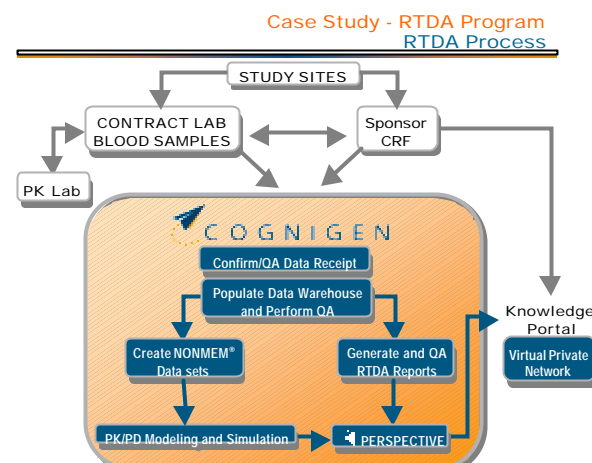 Case Study - RTDA Program
RTDA Process
STUDY SITES
CONTRACT LAB
BLOOD SAMPLES
Sponsor
CRF
PK Lab
COGNIGEN
Confirm/QA Data Receipt
Populate Data Warehouse
and Perform QA
Create NONMEM®
Data sets
Generate and QA
RTDA Reports
Knowledge
Portal
Virtual Private
Network
PK/PD Modeling and Simulation
PERSPECTIVE